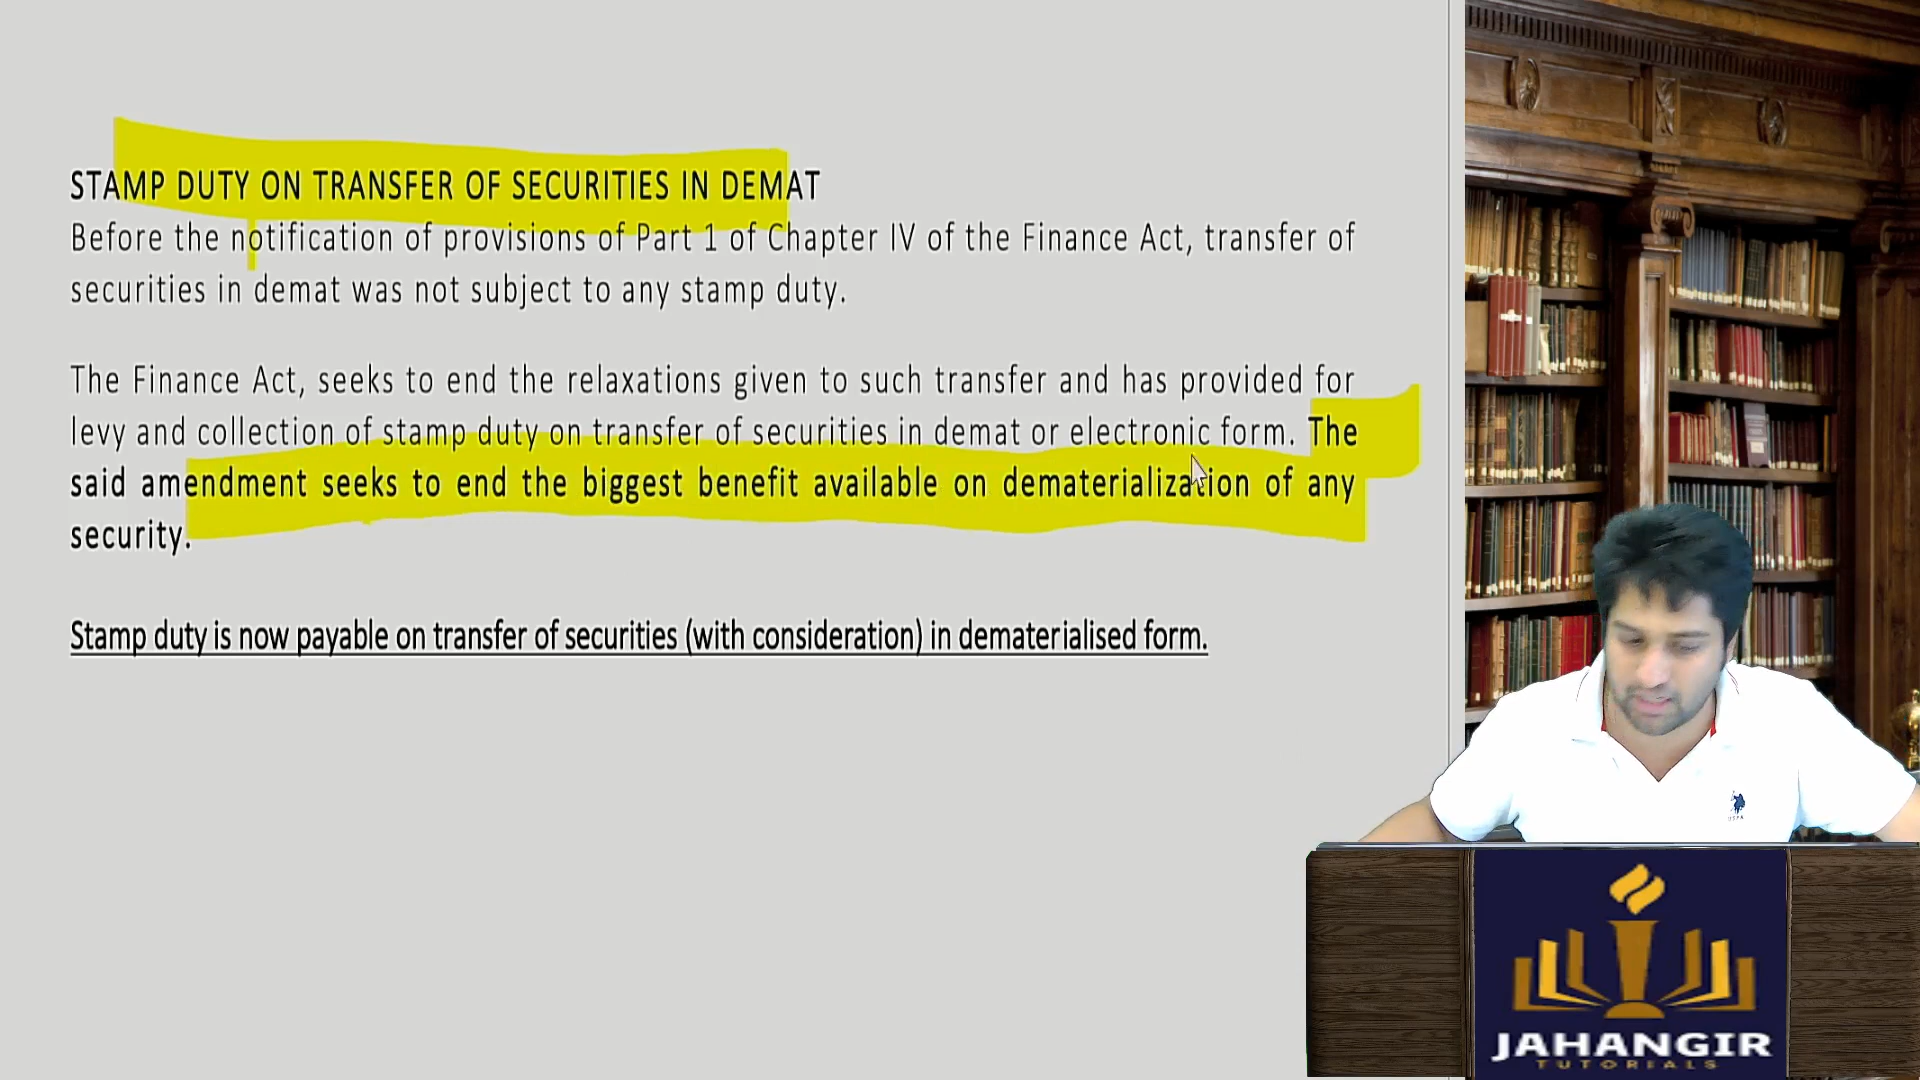 STAMP DUTY ON TRANSFER OF SECURITIES IN DEMAT
Before the notification of provisions of Part 1 of Chapter IV of the Finance Act, transfer of
securities in demat was not subject to any stamp duty.
The Finance Act, seeks to end the relaxations given to such transfer and has provided for
levy and collection of stamp duty on transfer of securities in demat or electronic form. The
said amendment seeks to end the biggest benefit available on dematerialization of any
security.
Stamp duty is now payable on transfer of securities (with consideration) in dematerialised form.
USPA
JAHANGIR
TUTORIALS